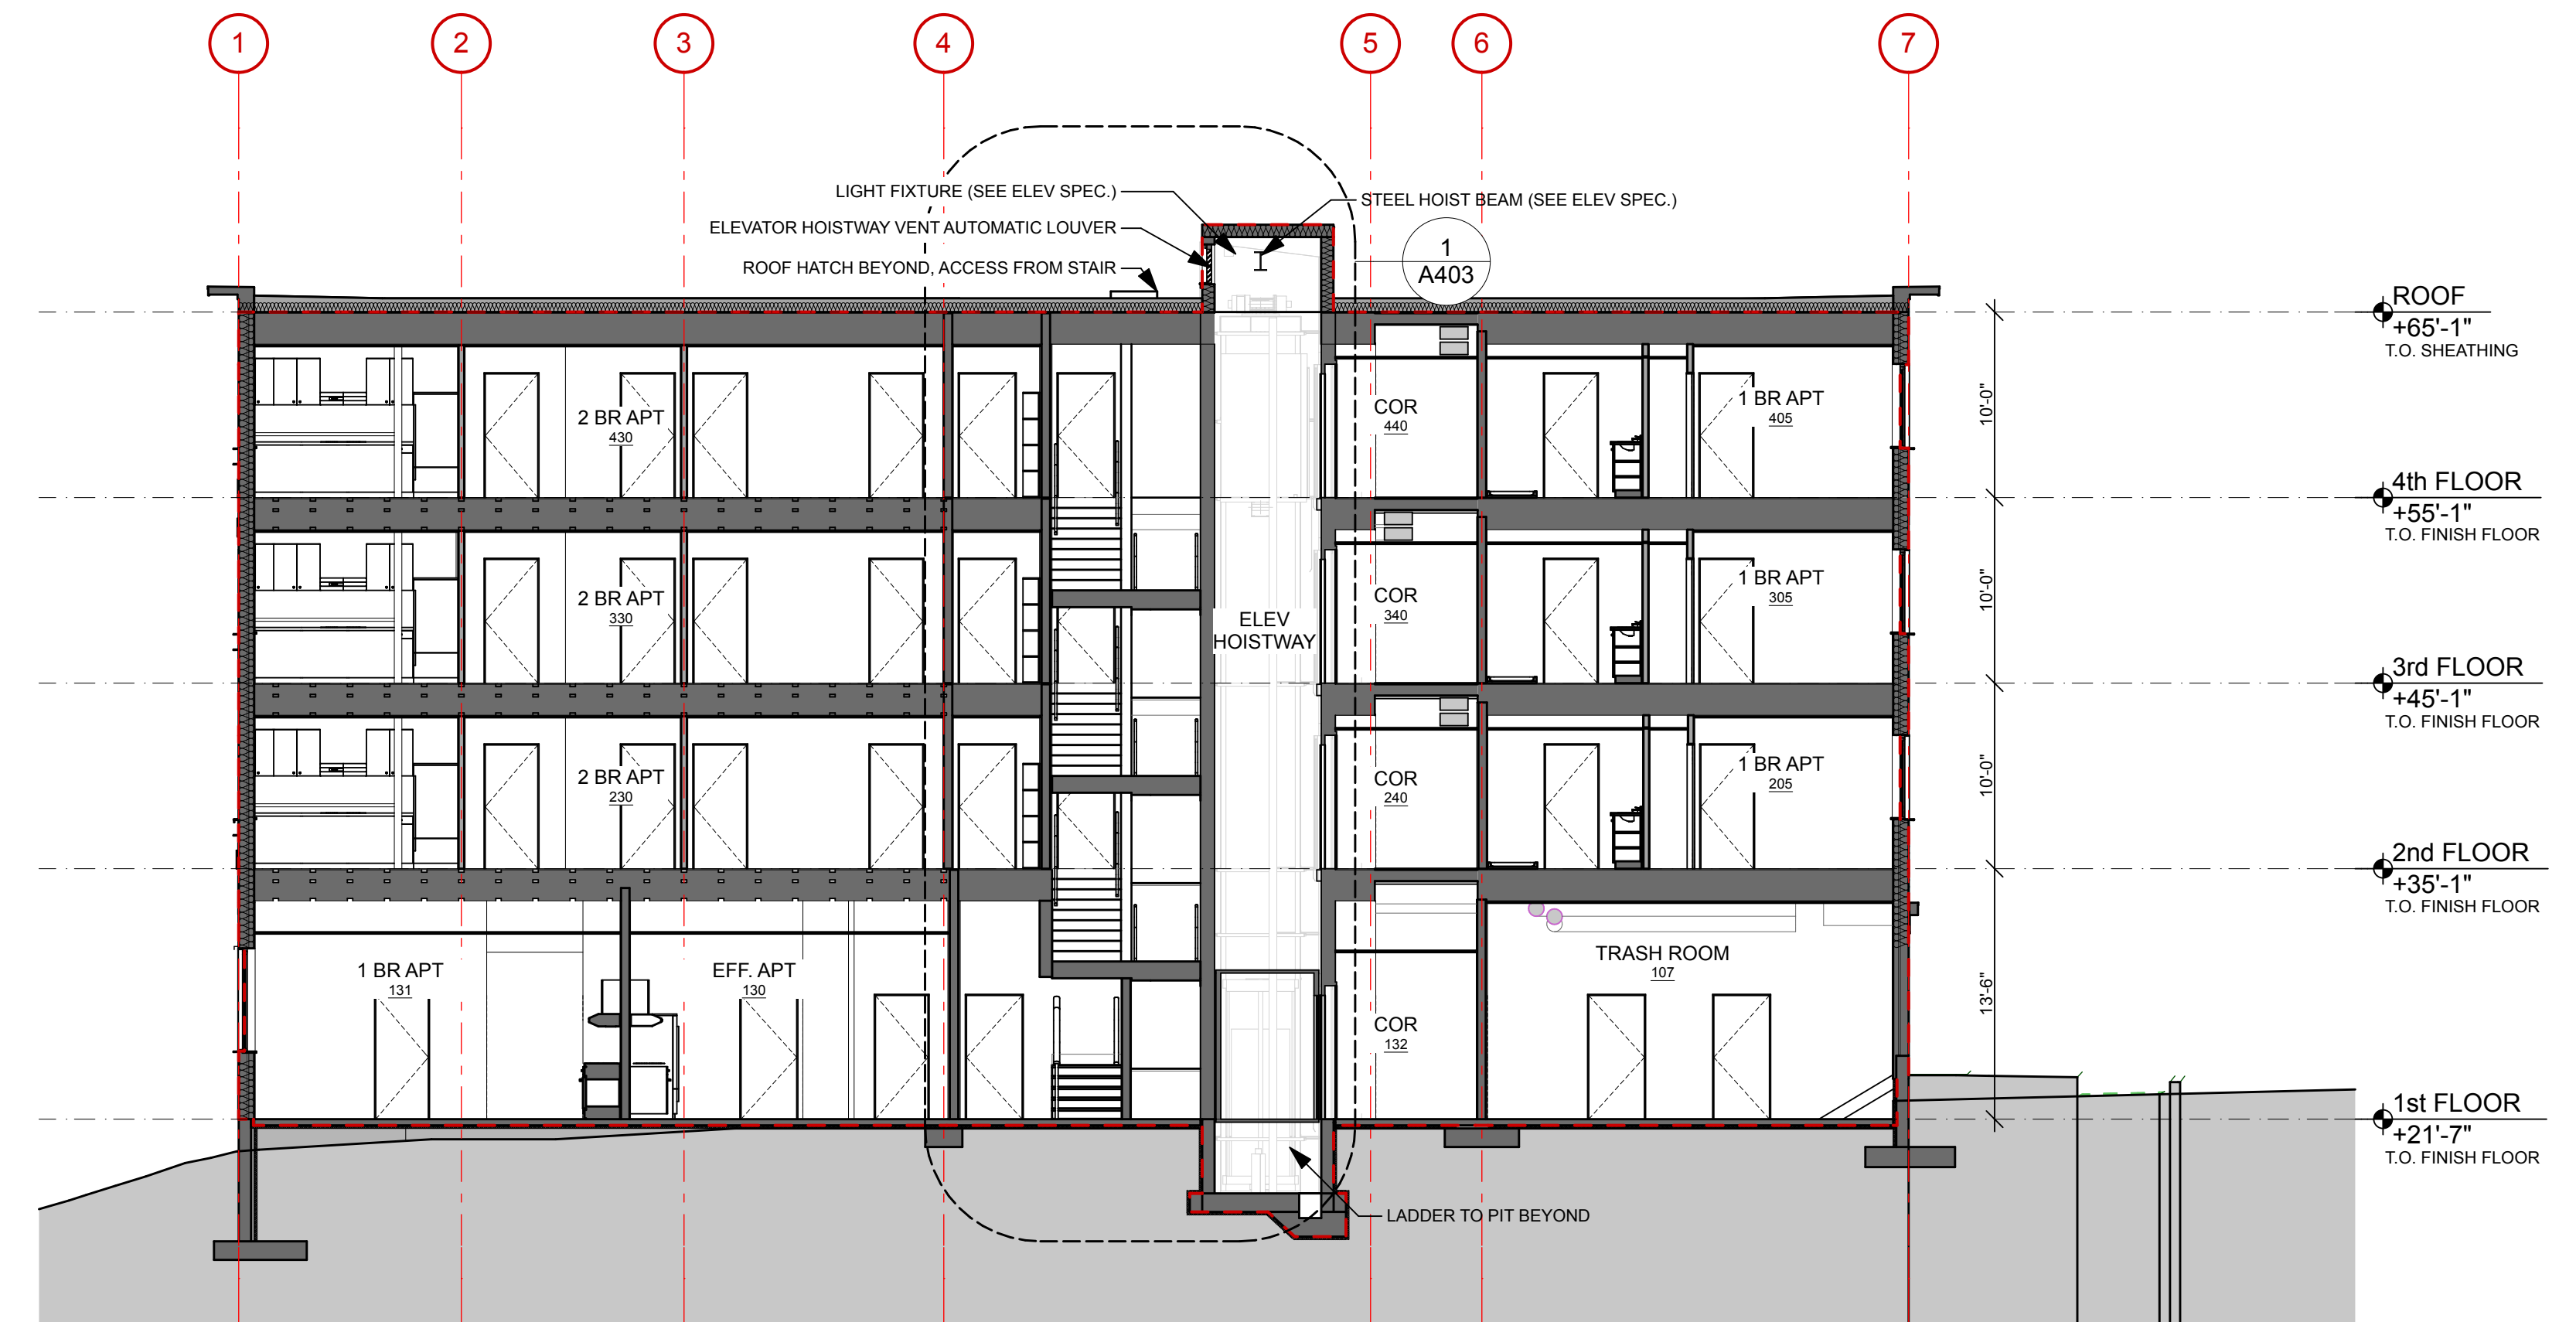 1
2
3
4
5
6
7
LIGHT FIXTURE (SEE ELEV SPEC.)
STEEL HOIST BEAM (SEE ELEV SPEC.)
ELEVATOR HOISTWAY VENT AUTOMATIC LOUVER
ROOF HATCH BEYOND, ACCESS FROM STAIR
1
A403
ROOF
+65'-1"
T.O. SHEATHING
10'-0"
2 BR APT
430
COR
440
1 BR APT
405
4th FLOOR
+55'-1"
T.O. FINISH FLOOR
10'-0"
2 BR APT
330
ELEV
HOISTWAY
COR
340
1 BR APT
305
3rd FLOOR
+45'-1"
T.O. FINISH FLOOR
10'-0"
2 BR APT
230
COR
240
1 BR APT
205
2nd FLOOR
+35'-1"
T.O. FINISH FLOOR
13'-6"
1 BR APT
131
EFF. APT
130
COR
132
TRASH ROOM
107
1st FLOOR
+21'-7"
T.O. FINISH FLOOR
LADDER TO PIT BEYOND